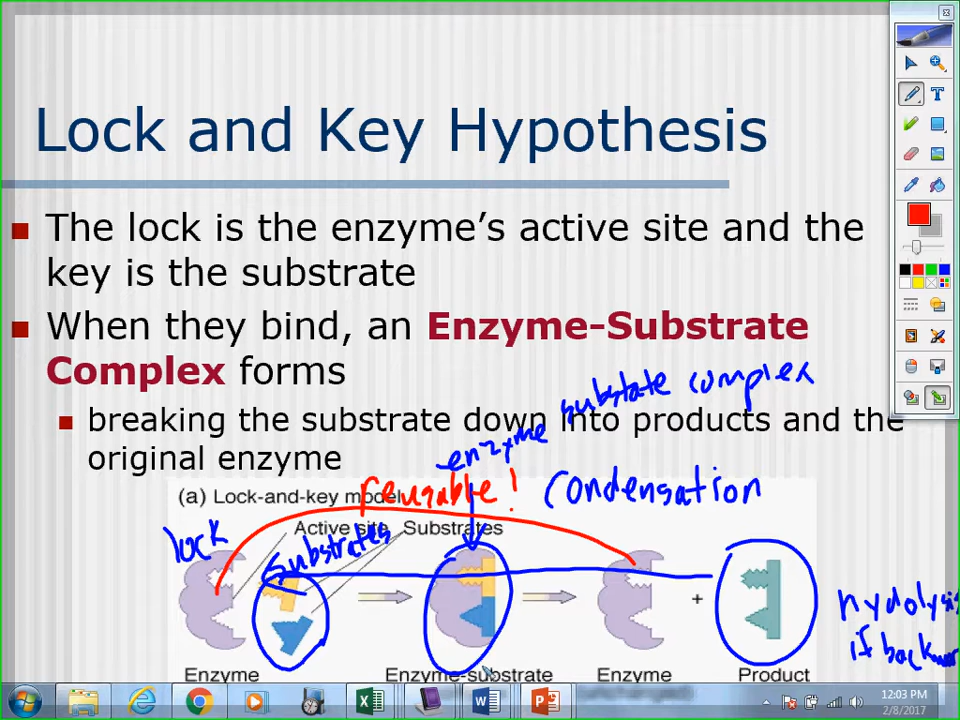 Lock and Key Hypothesis
The lock is the enzyme’s active site and the
key is the substrate
When they bind, an Enzyme-Substrate
Complex forms
enzyme substrate complex
breaking the substrate down into products and the
original enzyme
(a) Lock-and-key model
reusable!
Condensation
Active site
Substrates
lock
substrates
+
hydolysis
if back
Enzyme
Enzyme-substrate
Enzyme
Product
T
12:03 PM
2/8/2017